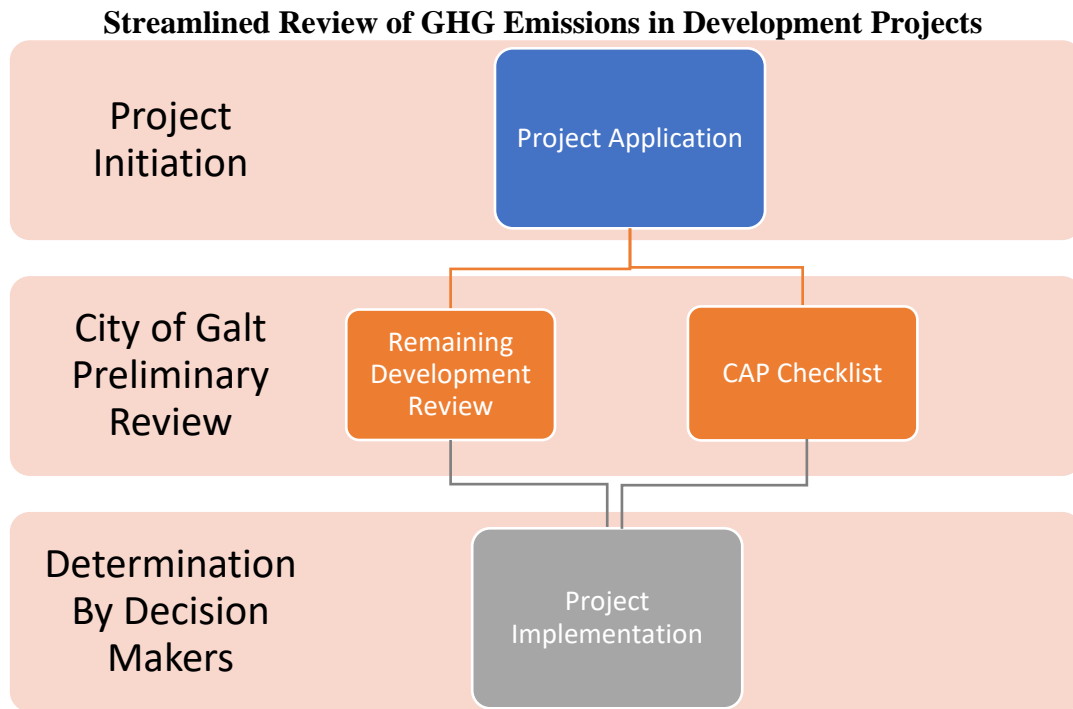 Streamlined Review of GHG Emissions in Development Projects
Project
Initiation
Project Application
City of Galt
Preliminary
Review
Remaining
Development
Review
CAP Checklist
Determination
By Decision
Makers
Project
Implementation